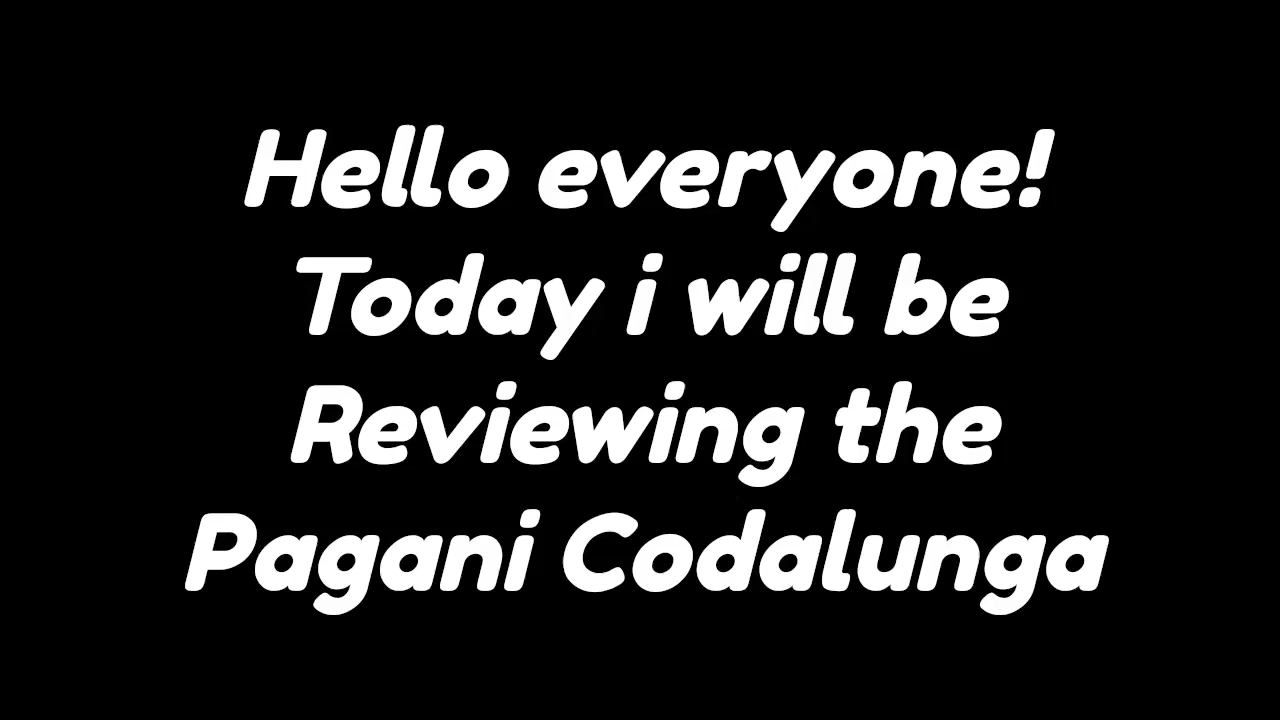 Hello everyone!
Today i will be
Reviewing the
Pagani Codalunga